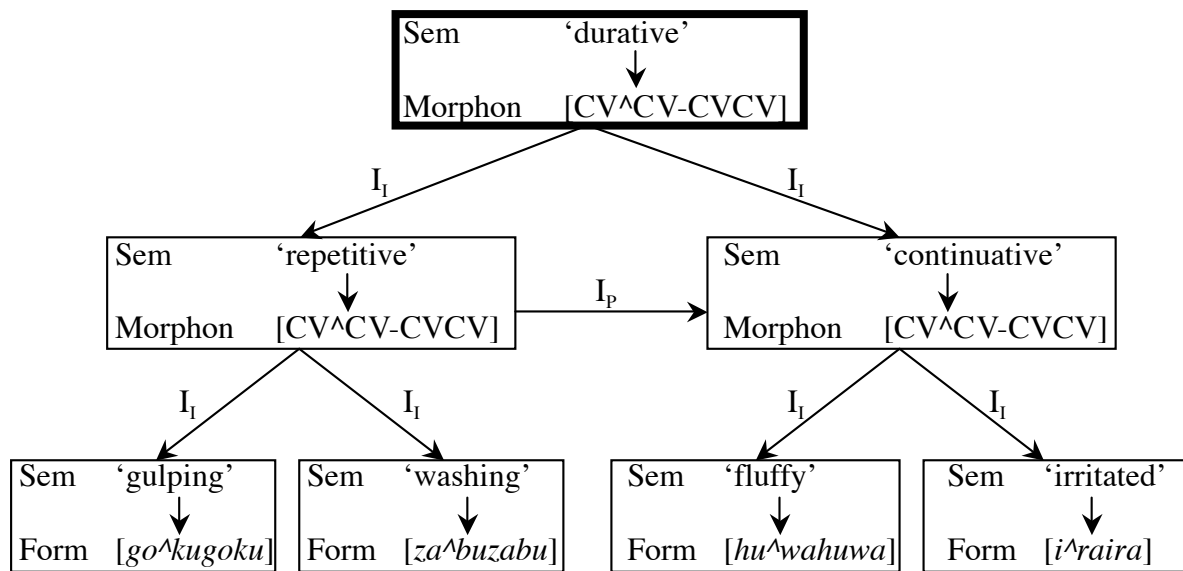 Sem ‘durative’
Morphon [CV^CV-CVCV]
I_I I_I
Sem ‘repetitive’ Sem ‘continuative’
I_P
Morphon [CV^CV-CVCV] Morphon [CV^CV-CVCV]
I_I I_I I_I I_I
Sem ‘gulping’ Sem ‘washing’ Sem ‘fluffy’ Sem ‘irritated’
Form [go^kugoku] Form [za^buzabu] Form [hu^wahuwa] Form [i^raira]